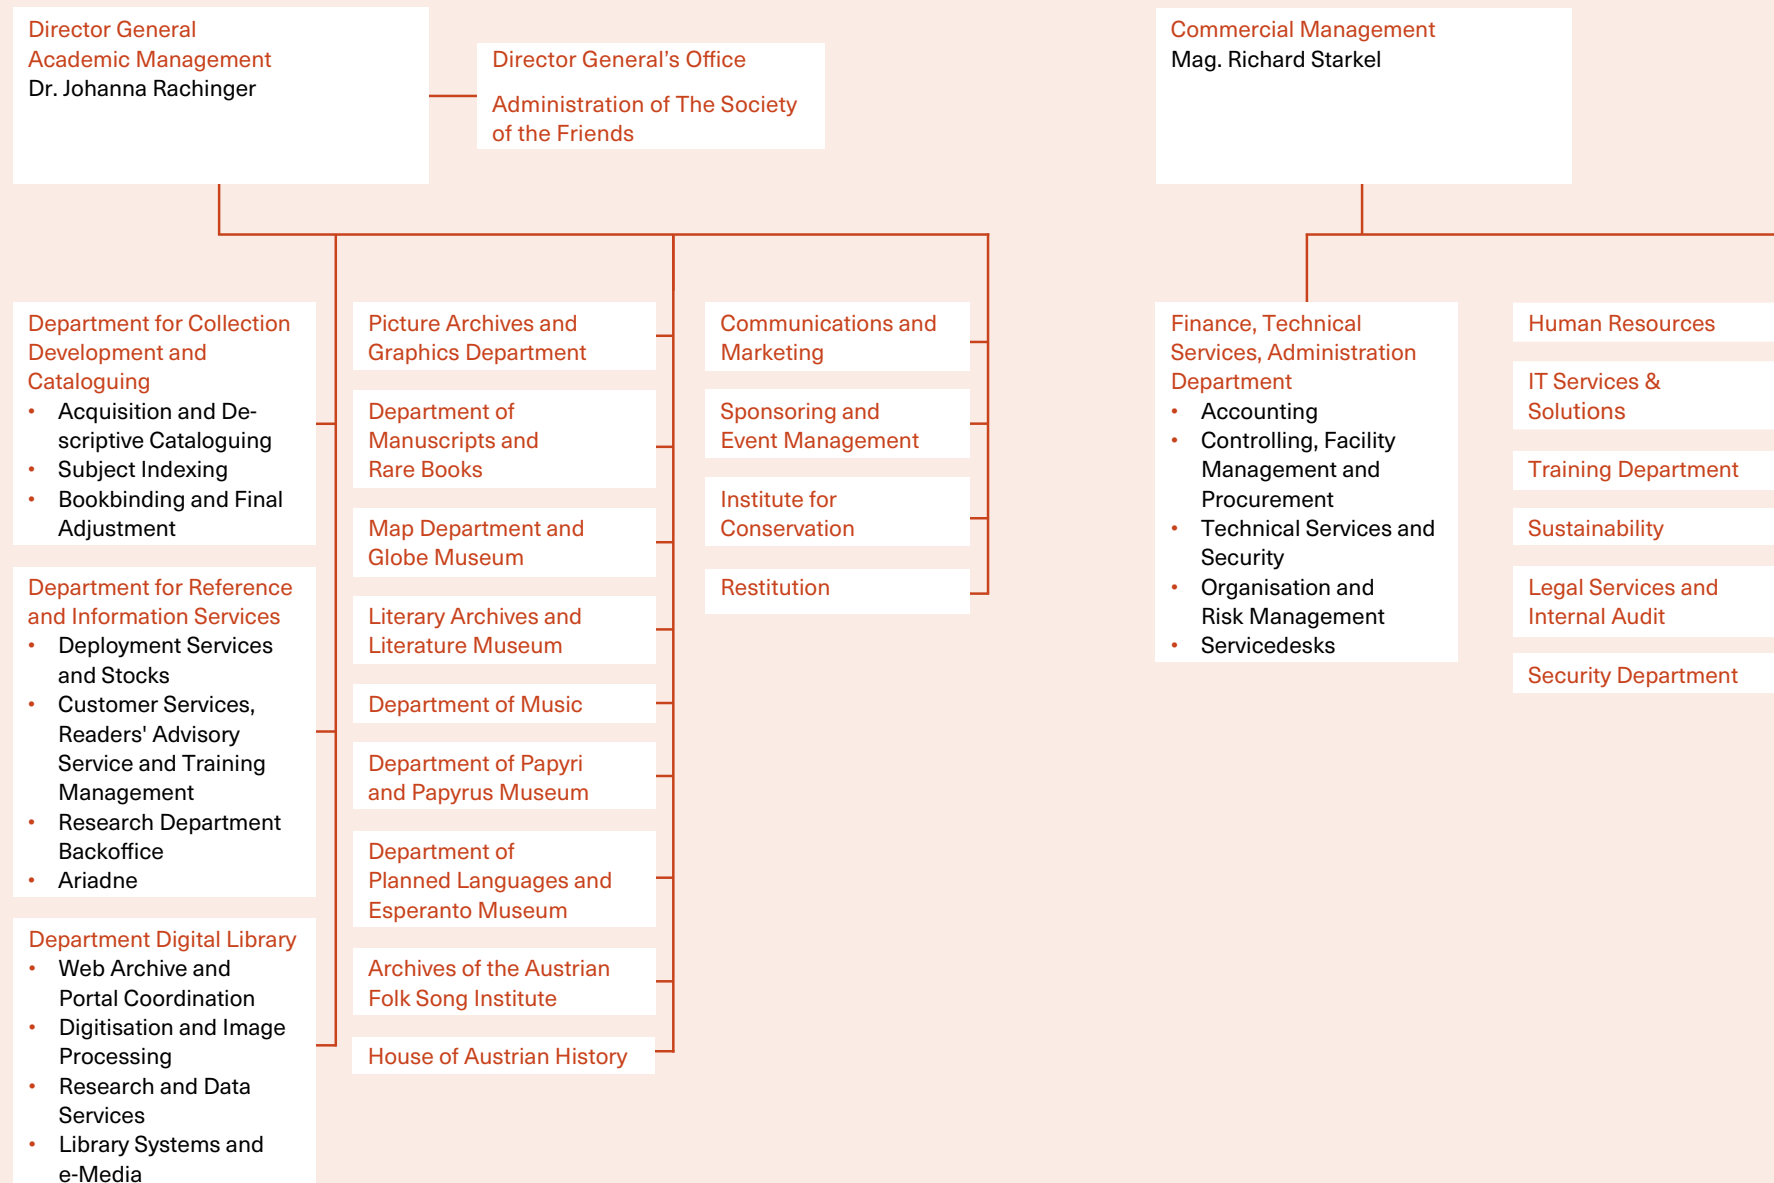 Director General
Academic Management
Dr. Johanna Rachinger
Director General's Office
Administration of The Society
of the Friends
Commercial Management
Mag. Richard Starkel
Department for Collection
Development and
Cataloguing
• Acquisition and De-
scriptive Cataloguing
• Subject Indexing
• Bookbinding and Final
Adjustment
Department for Reference
and Information Services
• Deployment Services
and Stocks
• Customer Services,
Readers' Advisory
Service and Training
Management
• Research Department
Backoffice
• Ariadne
Department Digital Library
• Web Archive and
Portal Coordination
• Digitisation and Image
Processing
• Research and Data
Services
• Library Systems and
e-Media
Picture Archives and
Graphics Department
Department of
Manuscripts and
Rare Books
Map Department and
Globe Museum
Literary Archives and
Literature Museum
Department of Music
Department of Papyri
and Papyrus Museum
Department of
Planned Languages and
Esperanto Museum
Archives of the Austrian
Folk Song Institute
House of Austrian History
Communications and
Marketing
Sponsoring and
Event Management
Institute for
Conservation
Restitution
Finance, Technical
Services, Administration
Department
• Accounting
• Controlling, Facility
Management and
Procurement
• Technical Services and
Security
• Organisation and
Risk Management
• Servicedesks
Human Resources
IT Services &
Solutions
Training Department
Sustainability
Legal Services and
Internal Audit
Security Department